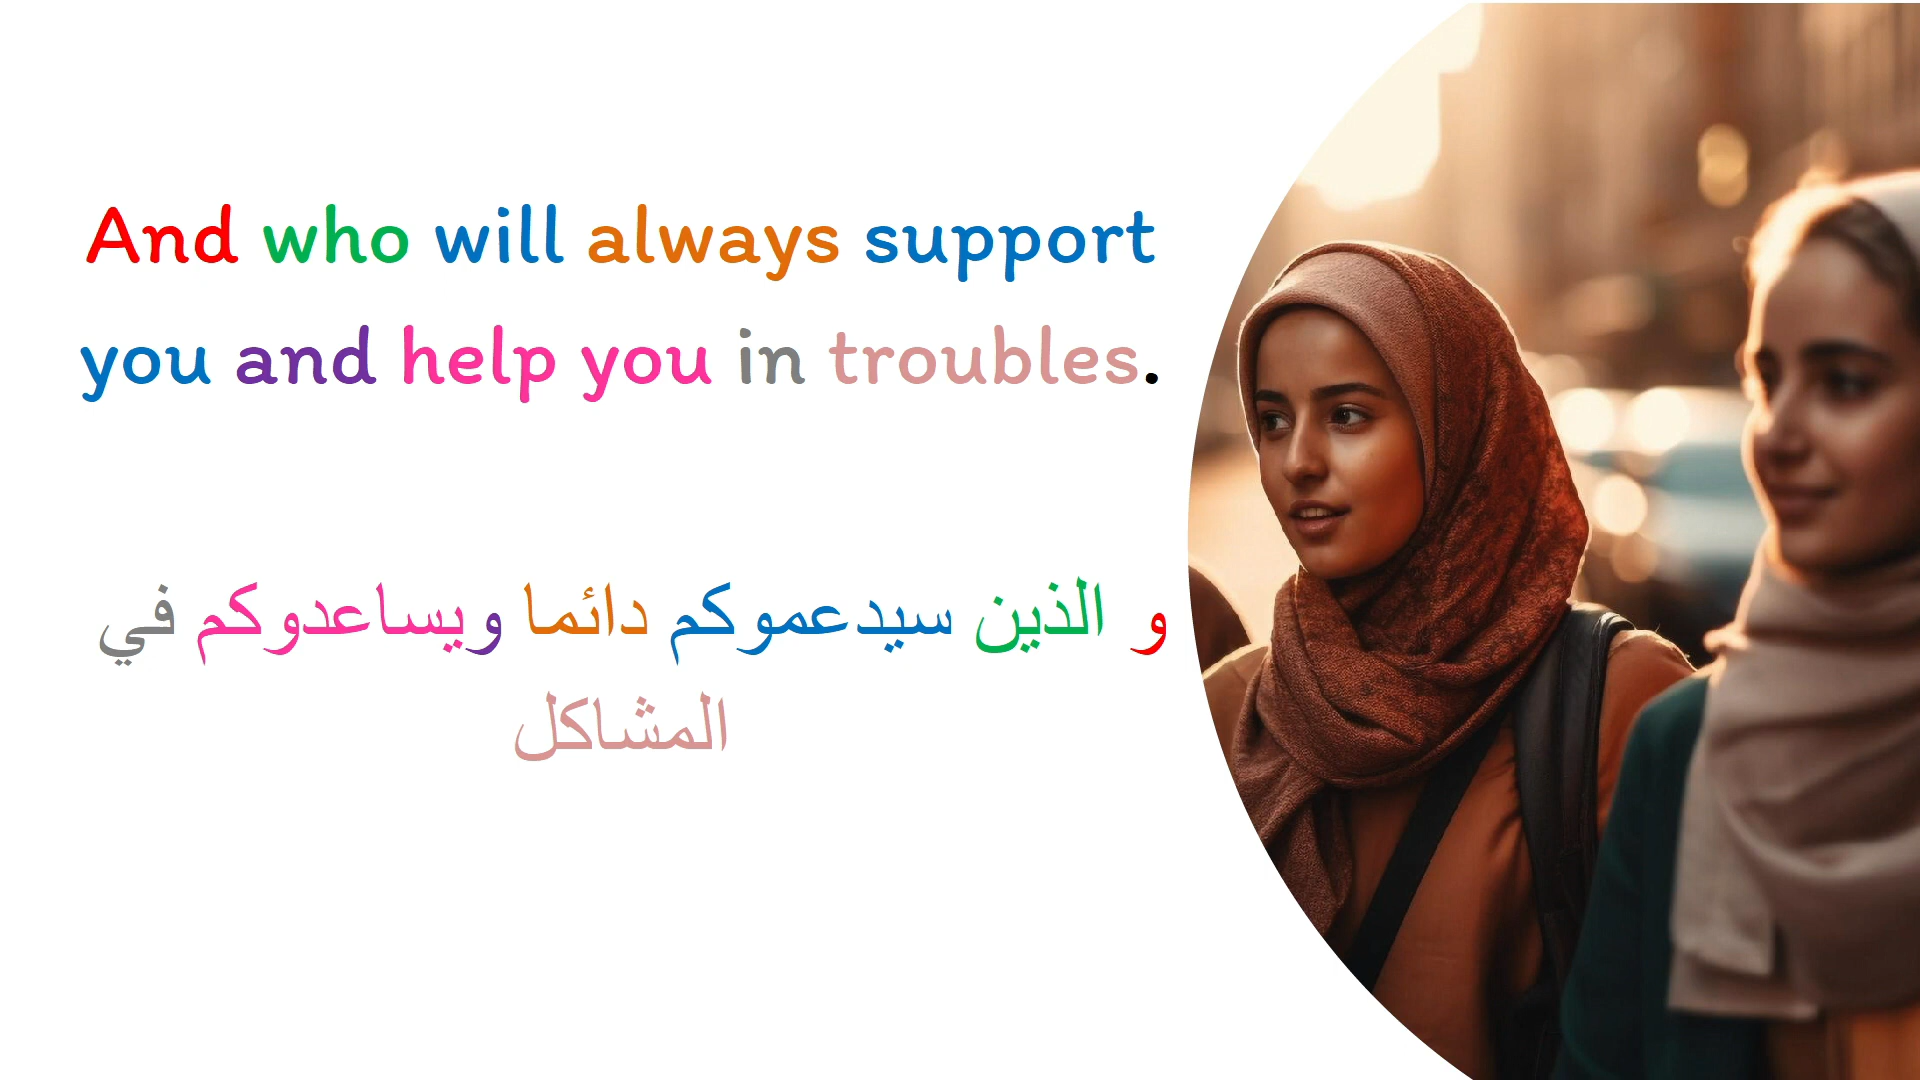 And who will always support
you and help you in troubles.
و الذين سيدعموكم دائما ويساعدوكم في
المشاكل